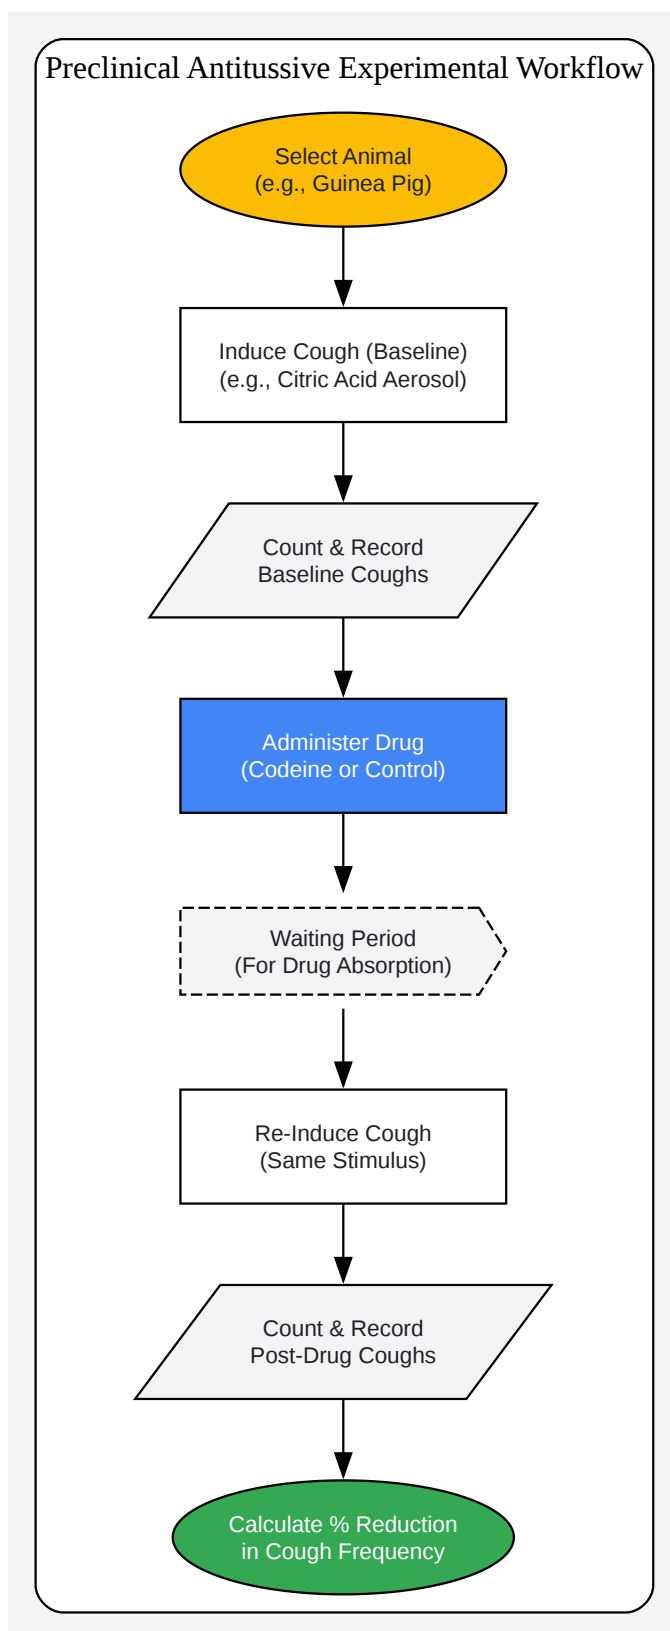 Preclinical Antitussive Experimental Workflow
Select Animal
(e.g., Guinea Pig)
Induce Cough (Baseline)
(e.g., Citric Acid Aerosol)
Count & Record
Baseline Coughs
Administer Drug
(Codeine or Control)
Waiting Period
(For Drug Absorption)
Re-Induce Cough
(Same Stimulus)
Count & Record
Post-Drug Coughs
Calculate % Reduction
in Cough Frequency